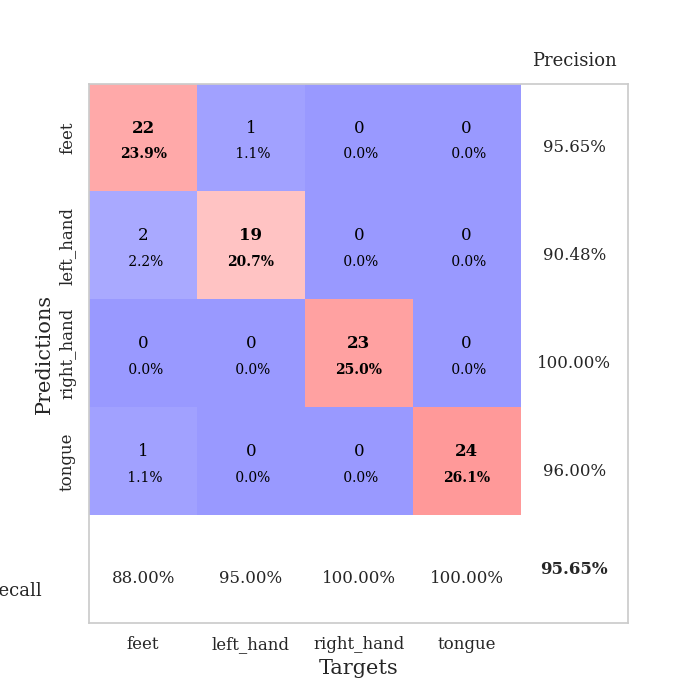 Precision
feet 22 1 0 0 95.65%
23.9% 1.1% 0.0% 0.0%
left_hand 2 19 0 0 90.48%
2.2% 20.7% 0.0% 0.0%
Predictions
right_hand 0 0 23 0 100.00%
0.0% 0.0% 25.0% 0.0%
tongue 1 0 0 24 96.00%
1.1% 0.0% 0.0% 26.1%
ecall 88.00% 95.00% 100.00% 100.00% 95.65%
feet left_hand right_hand tongue
Targets